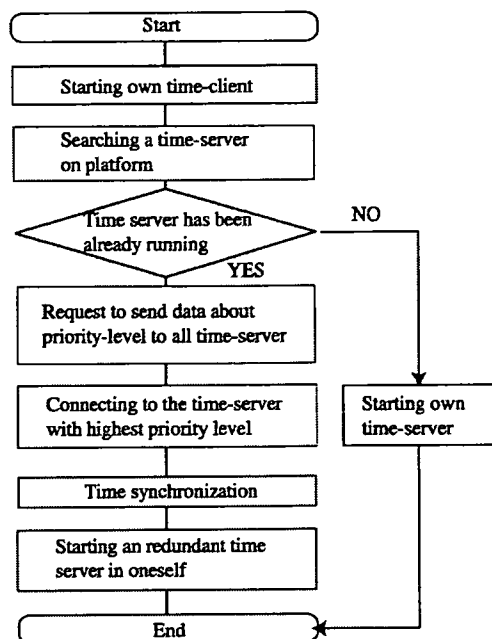 Start
Starting own time-client
Searching a time-server
on platform
Time server has been
already running
NO
YES
Request to send data about
priority-level to all time-server
Connecting to the time-server
with highest priority level
Starting own
time-server
Time synchronization
Starting an redundant time
server in oneself
End